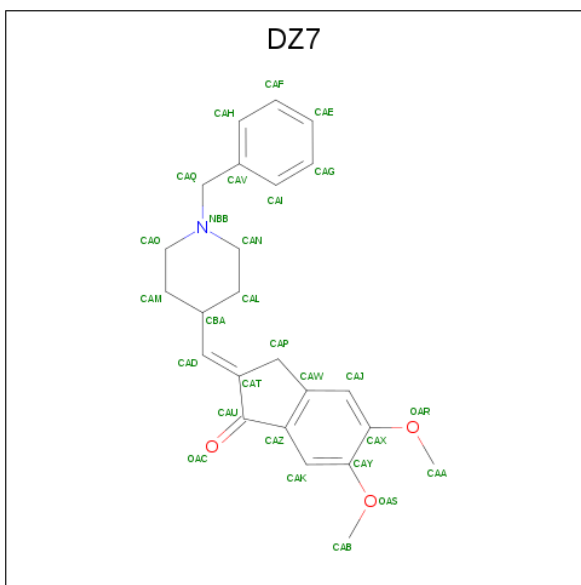 DZ7
CAF
CAH CAE
CAQ CAV CAG
CAI
N NBB
CAO CAN
CAM CAL
CBA
CAD CAP
CAT CAW CAJ
CAU OAR
O OAC CAZ CAX O
CAK CAY CAA
O OAS
CAB